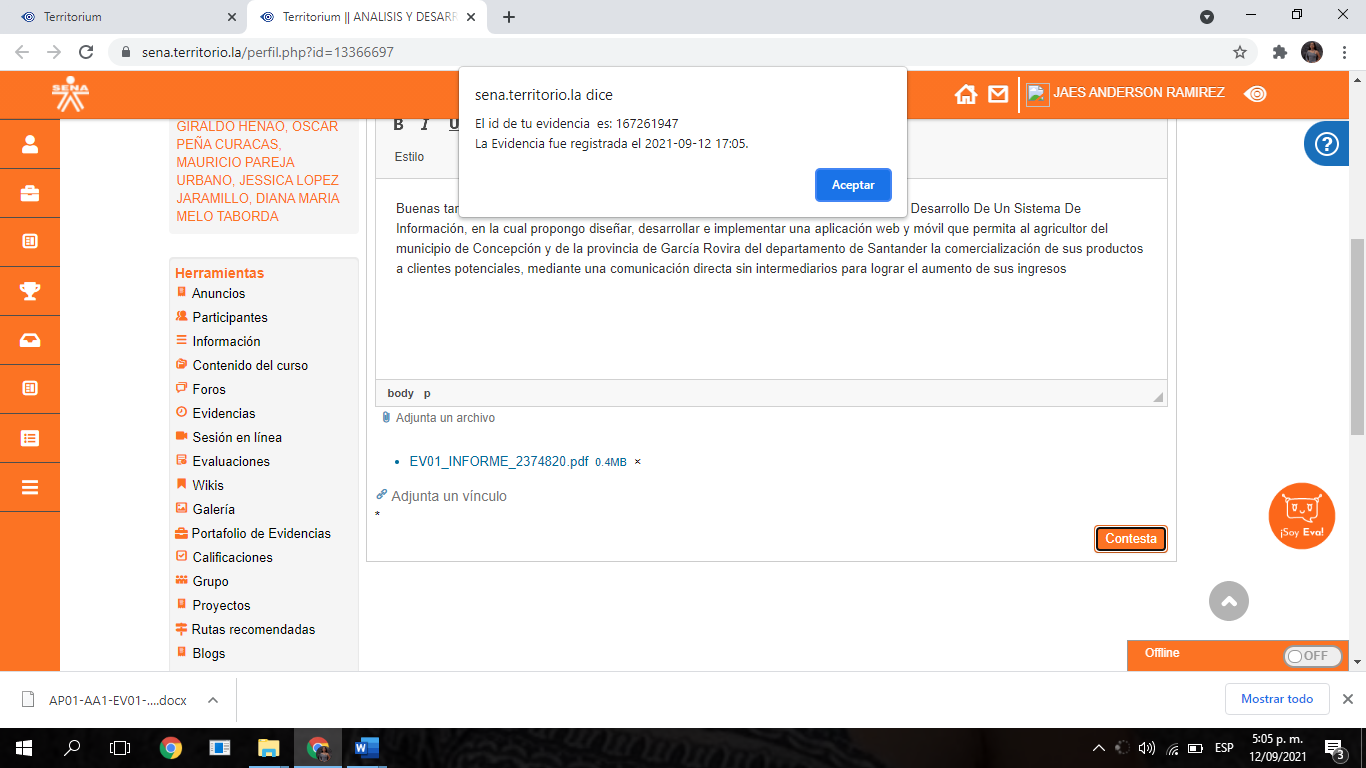 Territorium
Territorium || ANALISIS Y DESARR
sena.territorio.la/perfil.php?id=13366697
SENA
JAES ANDERSON RAMIREZ
sena.territorio.la dice
El id de tu evidencia es: 167261947
La Evidencia fue registrada el 2021-09-12 17:05.
Aceptar
GIRALDO HENAO, OSCAR
PEÑA CURACAS,
MAURICIO PAREJA
URBANO, JESSICA LOPEZ
JARAMILLO, DIANA MARIA
MELO TABORDA
Herramientas
Anuncios
Participantes
Información
Contenido del curso
Foros
Evidencias
Sesión en línea
Evaluaciones
Wikis
Galería
Portafolio de Evidencias
Calificaciones
Grupo
Proyectos
Rutas recomendadas
Blogs
B I U
Estilo
Buenas tar Desarrollo De Un Sistema De
Información, en la cual propongo diseñar, desarrollar e implementar una aplicación web y móvil que permita al agricultor del
municipio de Concepción y de la provincia de García Rovira del departamento de Santander la comercialización de sus productos
a clientes potenciales, mediante una comunicación directa sin intermediarios para lograr el aumento de sus ingresos
body p
Adjunta un archivo
• EV01_INFORME_2374820.pdf 0.4MB ×
Adjunta un vínculo
*
Contesta
¡Soy Eva!
Offline OFF
AP01-AA1-EV01-....docx
Mostrar todo
ESP
5:05 p. m.
12/09/2021
3